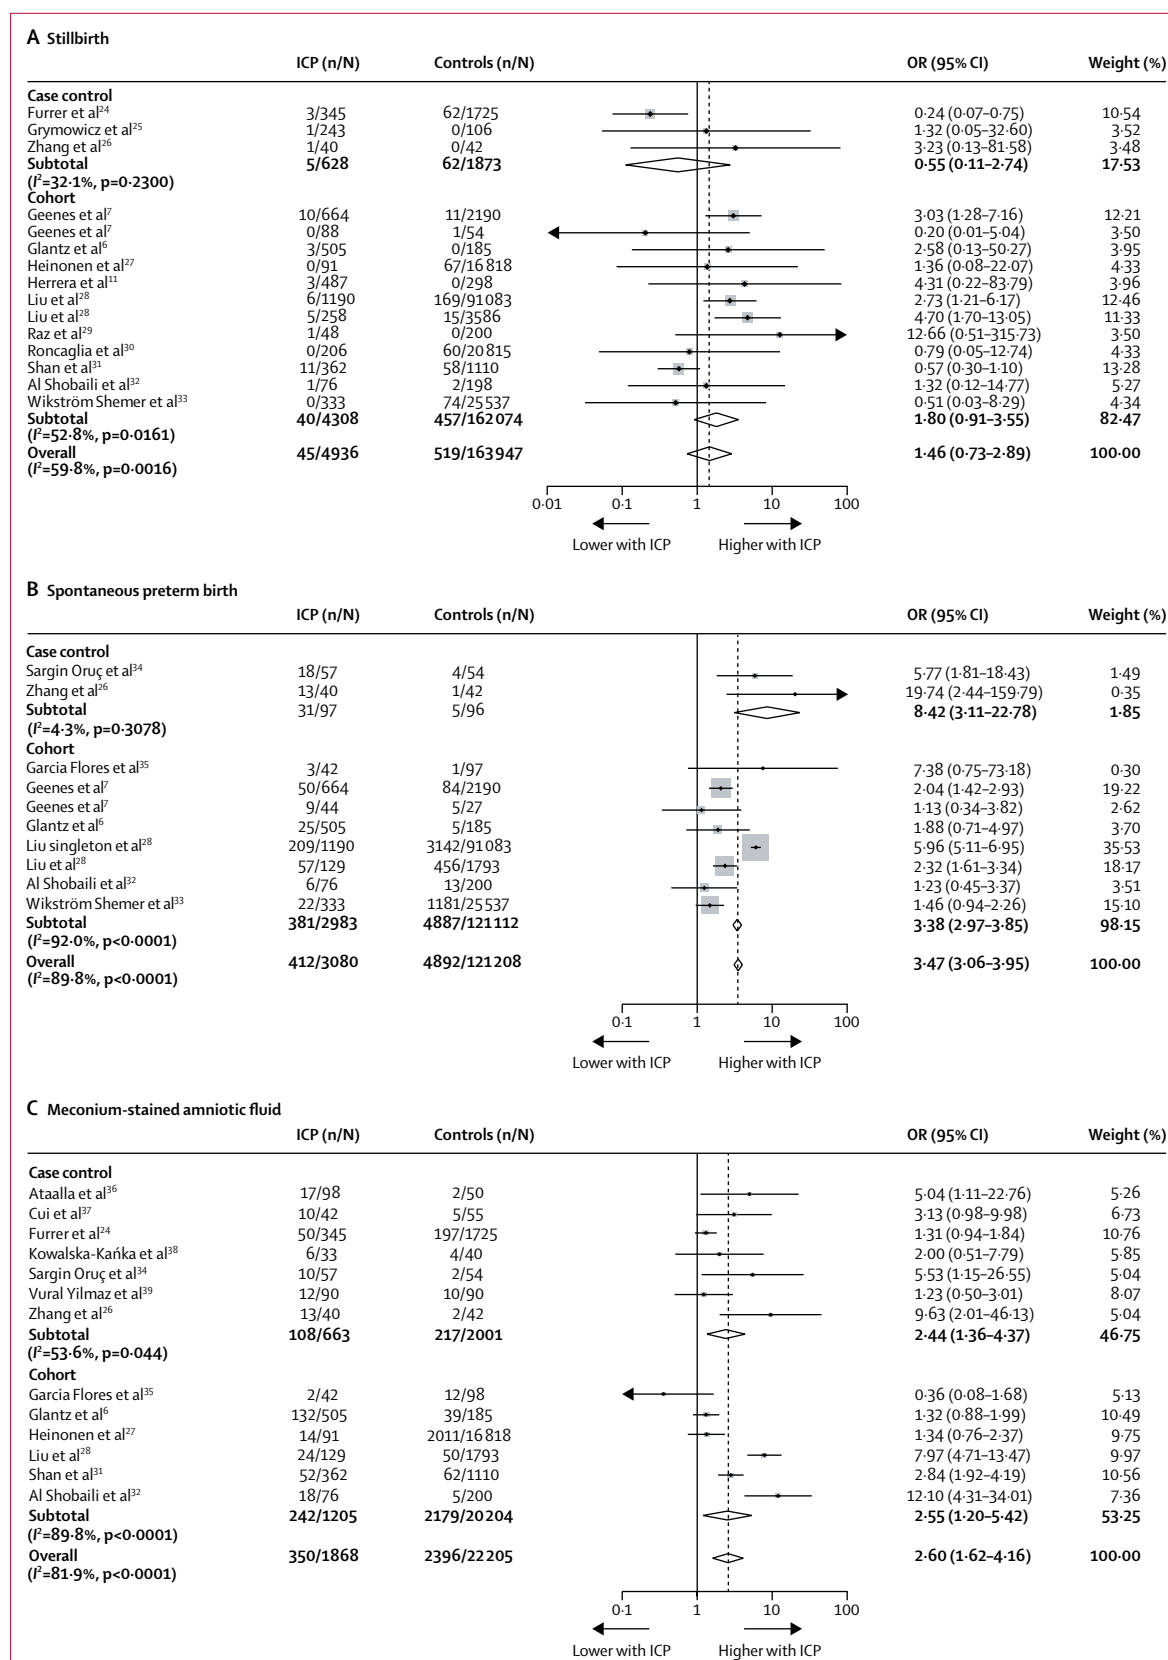 A Stillbirth
ICP (n/N) Controls (n/N) OR (95% CI) Weight (%)
Case control
Furrer et al24 3/345 62/1725 0·24 (0·07–0·75) 10·54
Grymowicz et al25 1/243 0/106 1·32 (0·05–32·60) 3·52
Zhang et al26 1/40 0/42 3·23 (0·13–81·58) 3·48
Subtotal 5/628 62/1873 0·55 (0·11–2·74) 17·53
(I²=32·1%, p=0·2300)
Cohort
Geenes et al7 10/664 11/2190 3·03 (1·28–7·16) 12·21
Geenes et al7 0/88 1/54 0·20 (0·01–5·04) 3·50
Glantz et al6 3/505 0/185 2·58 (0·13–50·27) 3·95
Heinonen et al27 0/91 67/16 818 1·36 (0·08–22·07) 4·33
Herrera et al11 3/487 0/298 4·31 (0·22–83·79) 3·96
Liu et al28 6/1190 169/91 083 2·73 (1·21–6·17) 12·46
Liu et al28 5/258 15/3586 4·70 (1·70–13·05) 11·33
Raz et al29 1/48 0/200 12·66 (0·51–315·73) 3·50
Roncaglia et al30 0/206 60/20 815 0·79 (0·05–12·74) 4·33
Shan et al31 11/362 58/1110 0·57 (0·30–1·10) 13·28
Al Shobaili et al32 1/76 2/198 1·32 (0·12–14·77) 5·27
Wikström Shemer et al33 0/333 74/25 537 0·51 (0·03–8·29) 4·34
Subtotal 40/4308 457/162 074 1·80 (0·91–3·55) 82·47
(I²=52·8%, p=0·0161)
Overall 45/4936 519/163 947 1·46 (0·73–2·89) 100·00
(I²=59·8%, p=0·0016)
0·01 0·1 1 10 100
Lower with ICP Higher with ICP
B Spontaneous preterm birth
ICP (n/N) Controls (n/N) OR (95% CI) Weight (%)
Case control
Sargin Oruç et al34 18/57 4/54 5·77 (1·81–18·43) 1·49
Zhang et al26 13/40 1/42 19·74 (2·44–159·79) 0·35
Subtotal 31/97 5/96 8·42 (3·11–22·78) 1·85
(I²=4·3%, p=0·3078)
Cohort
Garcia Flores et al35 3/42 1/97 7·38 (0·75–73·18) 0·30
Geenes et al7 50/664 84/2190 2·04 (1·42–2·93) 19·22
Geenes et al7 9/44 5/27 1·13 (0·34–3·82) 2·62
Glantz et al6 25/505 5/185 1·88 (0·71–4·97) 3·70
Liu singleton et al28 209/1190 3142/91 083 5·96 (5·11–6·95) 35·53
Liu et al28 57/129 456/1793 2·32 (1·61–3·34) 18·17
Al Shobaili et al32 6/76 13/200 1·23 (0·45–3·37) 3·51
Wikström Shemer et al33 22/333 1181/25 537 1·46 (0·94–2·26) 15·10
Subtotal 381/2983 4887/121 112 3·38 (2·97–3·85) 98·15
(I²=92·0%, p<0·0001)
Overall 412/3080 4892/121 208 3·47 (3·06–3·95) 100·00
(I²=89·8%, p<0·0001)
0·1 1 10 100
Lower with ICP Higher with ICP
C Meconium-stained amniotic fluid
ICP (n/N) Controls (n/N) OR (95% CI) Weight (%)
Case control
Ataalla et al36 17/98 2/50 5·04 (1·11–22·76) 5·26
Cui et al37 10/42 5/55 3·13 (0·98–9·98) 6·73
Furrer et al24 50/345 197/1725 1·31 (0·94–1·84) 10·76
Kowalska-Kańka et al38 6/33 4/40 2·00 (0·51–7·79) 5·85
Sargin Oruç et al34 10/57 2/54 5·53 (1·15–26·55) 5·04
Vural Yilmaz et al39 12/90 10/90 1·23 (0·50–3·01) 8·07
Zhang et al26 13/40 2/42 9·63 (2·01–46·13) 5·04
Subtotal 108/663 217/2001 2·44 (1·36–4·37) 46·75
(I²=53·6%, p=0·044)
Cohort
Garcia Flores et al35 2/42 12/98 0·36 (0·08–1·68) 5·13
Glantz et al6 132/505 39/185 1·32 (0·88–1·99) 10·49
Heinonen et al27 14/91 2011/16 818 1·34 (0·76–2·37) 9·75
Liu et al28 24/129 50/1793 7·97 (4·71–13·47) 9·97
Shan et al31 52/362 62/1110 2·84 (1·92–4·19) 10·56
Al Shobaili et al32 18/76 5/200 12·10 (4·31–34·01) 7·36
Subtotal 242/1205 2179/20 204 2·55 (1·20–5·42) 53·25
(I²=89·8%, p<0·0001)
Overall 350/1868 2396/22 205 2·60 (1·62–4·16) 100·00
(I²=81·9%, p<0·0001)
0·1 1 10 100
Lower with ICP Higher with ICP